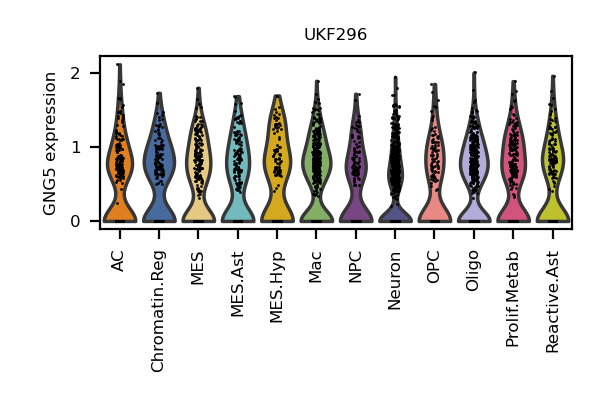 UKF296
GNG5 expression
2
1
0
AC
Chromatin.Reg
MES
MES.Ast
MES.Hyp
Mac
NPC
Neuron
OPC
Oligo
Prolif.Metab
Reactive.Ast